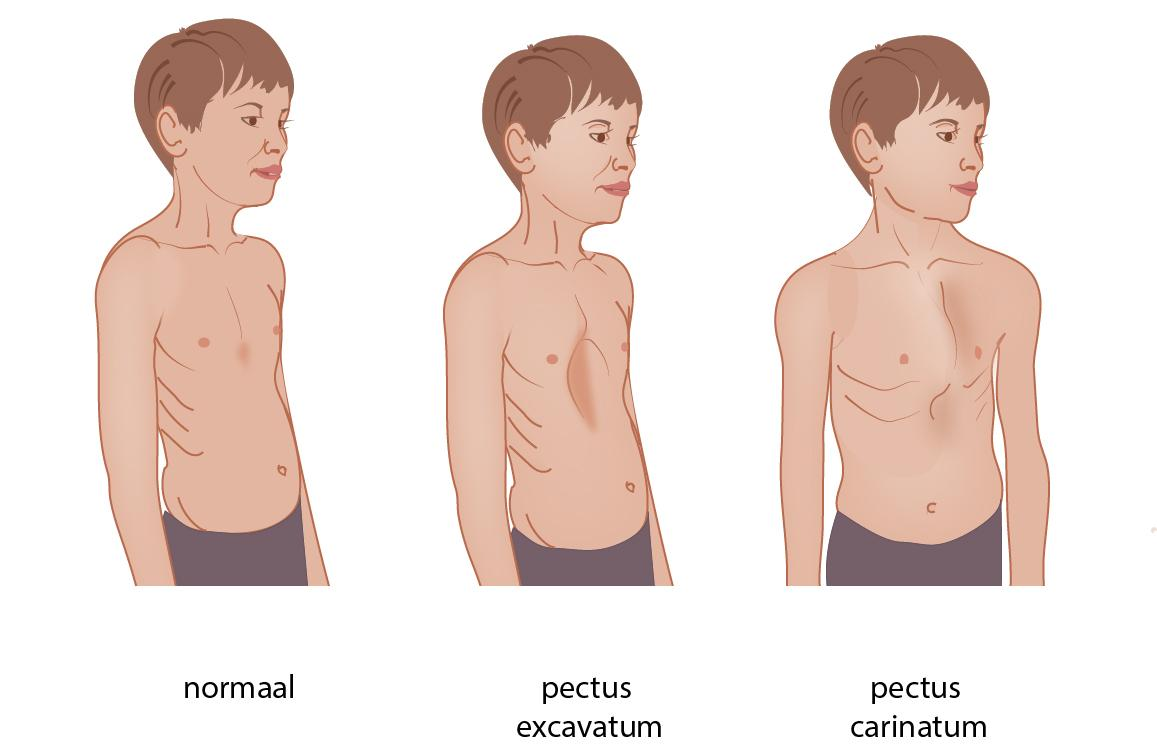 normaal
pectus
excavatum
pectus
carinatum